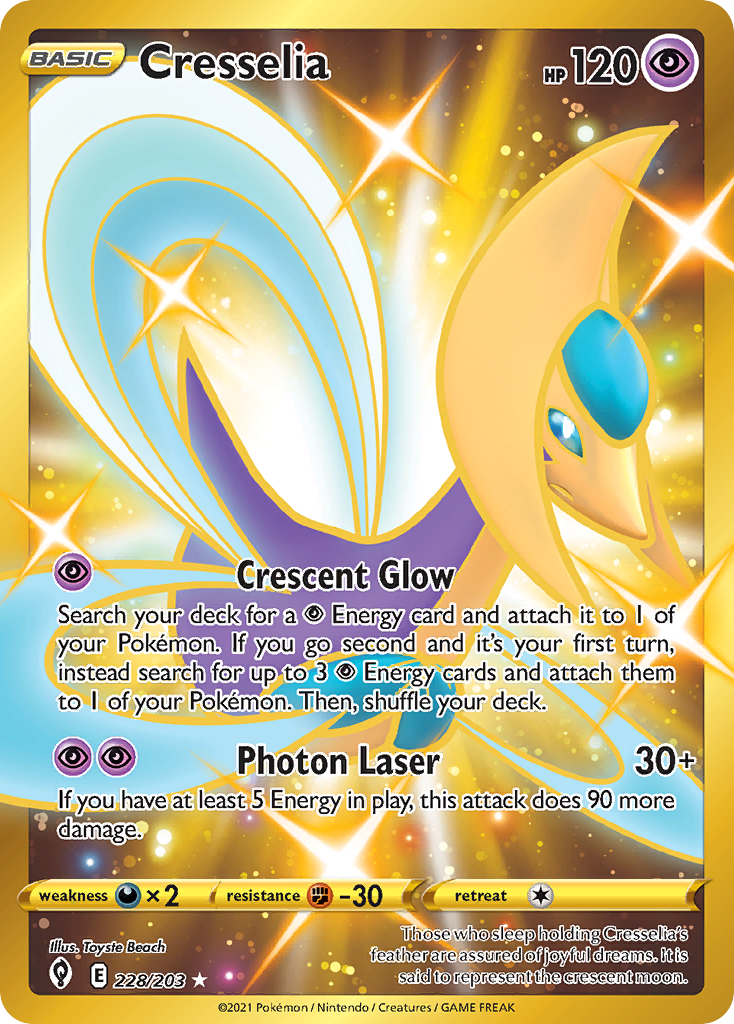 BASIC Cresselia HP 120
Crescent Glow
Search your deck for a Energy card and attach it to 1 of
your Pokémon. If you go second and it's your first turn,
instead search for up to 3 Energy cards and attach them
to 1 of your Pokémon. Then, shuffle your deck.
Photon Laser 30+
If you have at least 5 Energy in play, this attack does 90 more
damage.
weakness ×2 resistance -30 retreat
Those who sleep holding Cresselia's
feather are assured of joyful dreams. It is
said to represent the crescent moon.
Illus. Toyste Beach
E 228/203 ★
©2021 Pokémon / Nintendo / Creatures / GAME FREAK